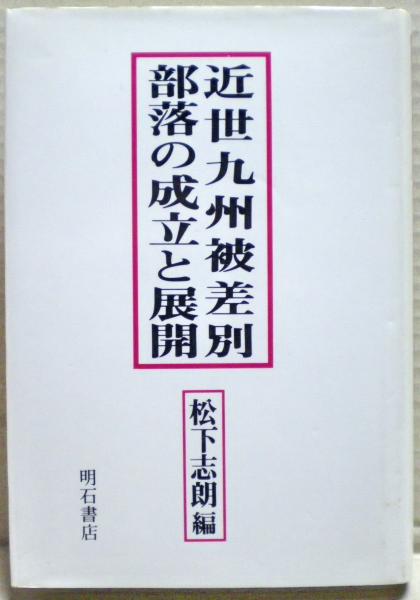 近世九州被差別
部落の成立と展開
松下志朗編
明石書店